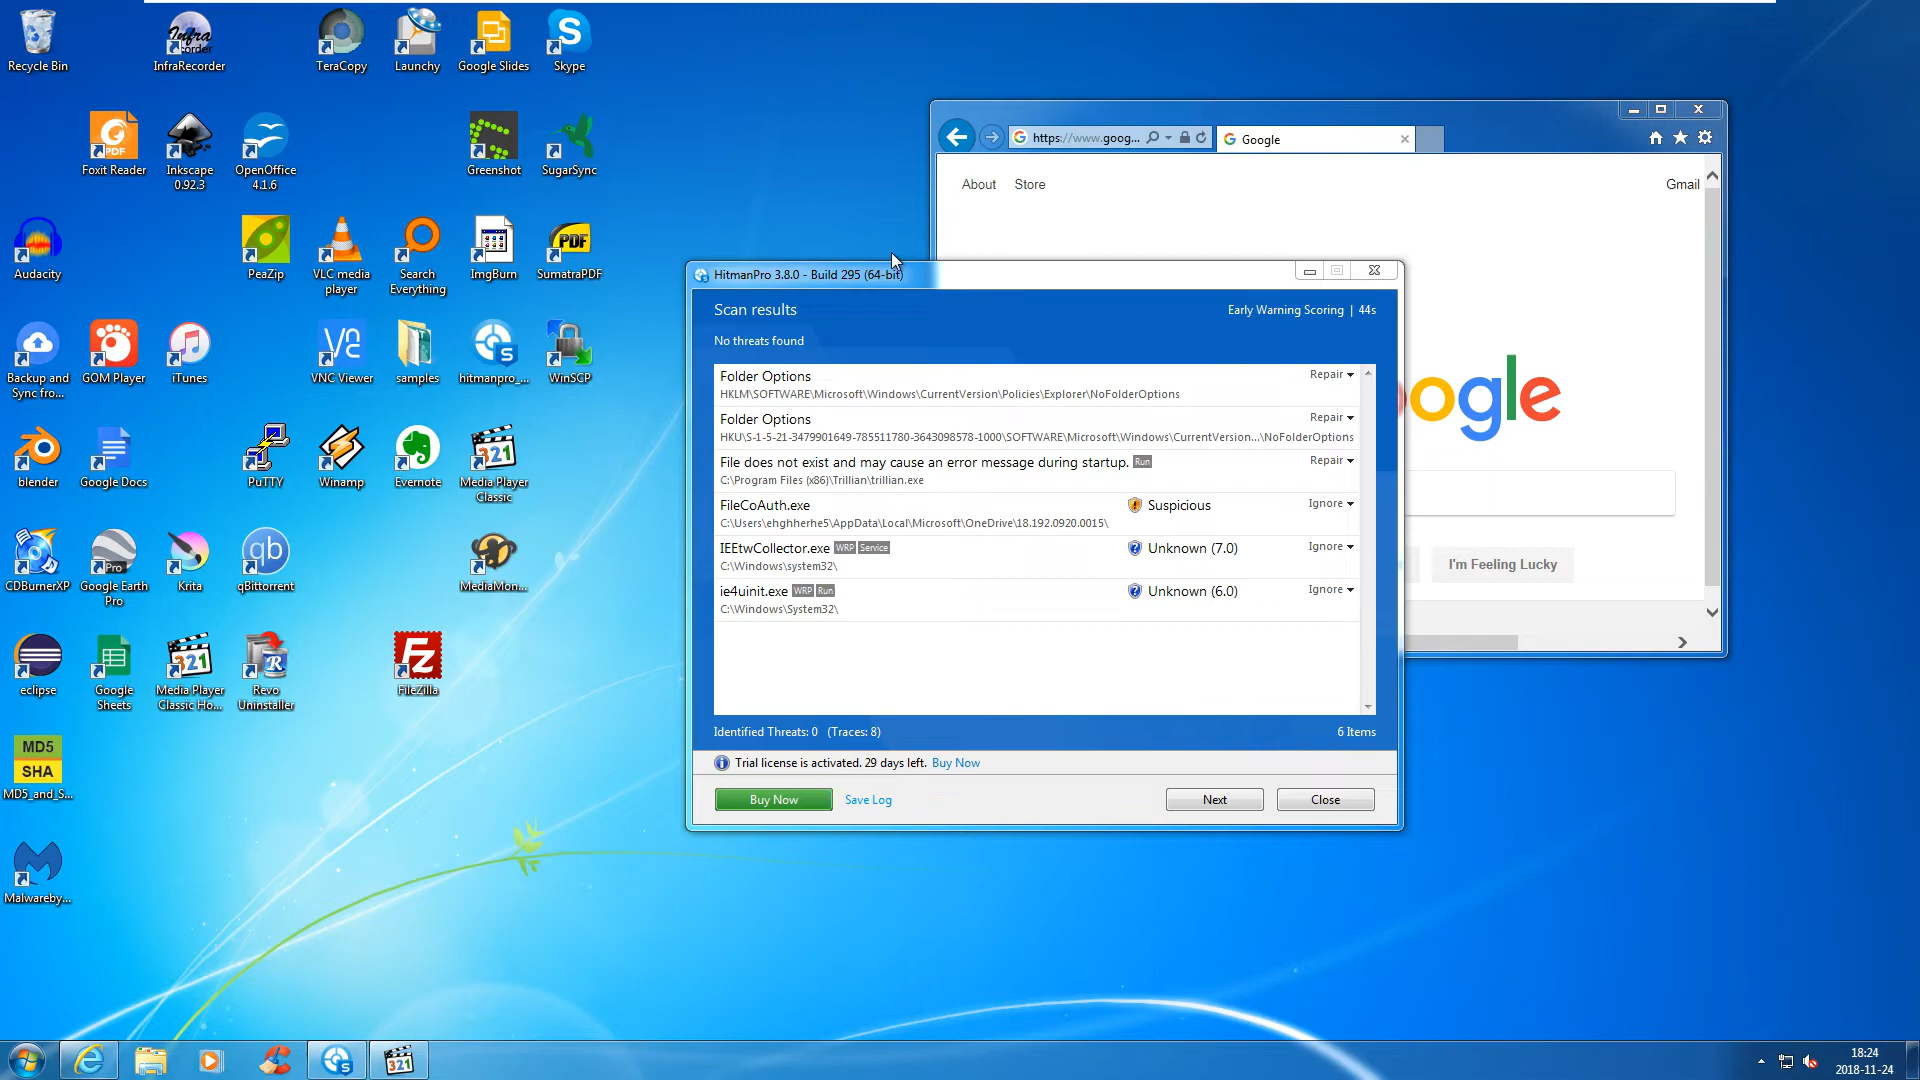 Recycle Bin
InfraRecorder
TeraCopy
Launchy
Google Slides
Skype
Foxit Reader
Inkscape
0.92.3
OpenOffice
4.1.6
Greenshot
SugarSync
Audacity
PeaZip
VLC media
player
Search
Everything
ImgBurn
SumatraPDF
Backup and
Sync fro...
GOM Player
iTunes
VNC Viewer
samples
hitmanpro_...
WinSCP
blender
Google Docs
PuTTY
Winamp
Evernote
Media Player
Classic
CDBurnerXP
Google Earth
Pro
Krita
qBittorrent
MediaMon...
eclipse
Google
Sheets
Media Player
Classic Ho...
Revo
Uninstaller
FileZilla
MD5
SHA
MD5_and_S...
Malwareby...
https://www.goog...
Google
About
Store
Gmail
oogle
I'm Feeling Lucky
HitmanPro 3.8.0 - Build 295 (64-bit)
Scan results
Early Warning Scoring | 44s
No threats found
Folder Options
Repair
HKLM\SOFTWARE\Microsoft\Windows\CurrentVersion\Policies\Explorer\NoFolderOptions
Folder Options
Repair
HKU\S-1-5-21-3479901649-785511780-3643098578-1000\SOFTWARE\Microsoft\Windows\CurrentVersion...\NoFolderOptions
File does not exist and may cause an error message during startup. Run
Repair
C:\Program Files (x86)\Trillian\trillian.exe
FileCoAuth.exe
Suspicious
Ignore
C:\Users\ehghherhe5\AppData\Local\Microsoft\OneDrive\18.192.0920.0015\
IEEtwCollector.exe WRP Service
Unknown (7.0)
Ignore
C:\Windows\system32\
ie4uinit.exe WRP Run
Unknown (6.0)
Ignore
C:\Windows\System32\
Identified Threats: 0 (Traces: 8)
6 Items
Trial license is activated. 29 days left. Buy Now
Buy Now
Save Log
Next
Close
18:24
2018-11-24